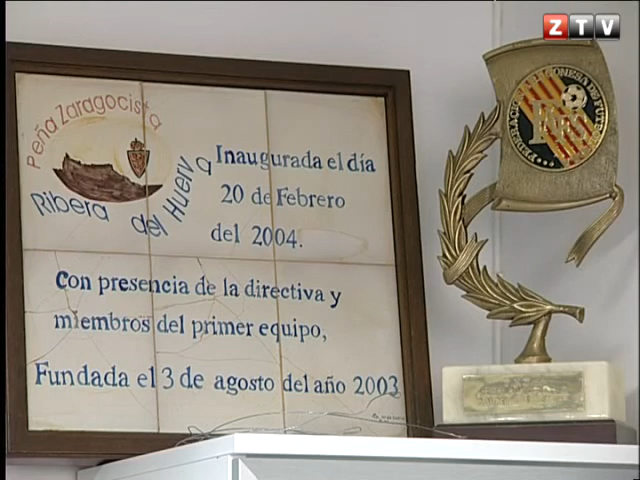 ZTV
Peña Zaragocista
Ribera del Huerva
Inaugurada el día
20 de Febrero
del 2004.
Con presencia de la directiva y
miembros del primer equipo,
Fundada el 3 de agosto del año 2003